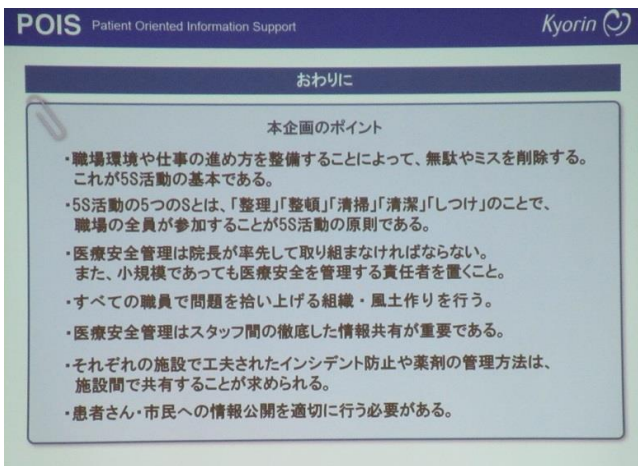 POIS Patient Oriented Information Support
Kyorin
おわりに
本企画のポイント
・職場環境や仕事の進め方を整備することによって、無駄やミスを削除する。
これが5S活動の基本である。
・5S活動の5つのSとは、「整理」「整頓」「清掃」「清潔」「しつけ」のことで、
職場の全員が参加することが5S活動の原則である。
・医療安全管理は院長が率先して取り組まなければならない。
また、小規模であっても医療安全を管理する責任者を置くこと。
・すべての職員で問題を拾い上げる組織・風土作りを行う。
・医療安全管理はスタッフ間の徹底した情報共有が重要である。
・それぞれの施設で工夫されたインシデント防止や薬剤の管理方法は、
施設間で共有することが求められる。
・患者さん・市民への情報公開を適切に行う必要がある。